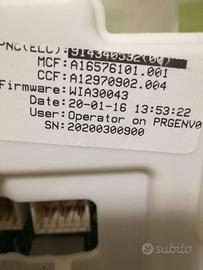 PNC(ELC): 914340532(00)
MCF: A16576101.001
CCF: A12970902.004
Firmware: WIA30043
Date: 20-01-16 13:53:22
User: Operator on PRGENV0
SN: 20200300900
subito